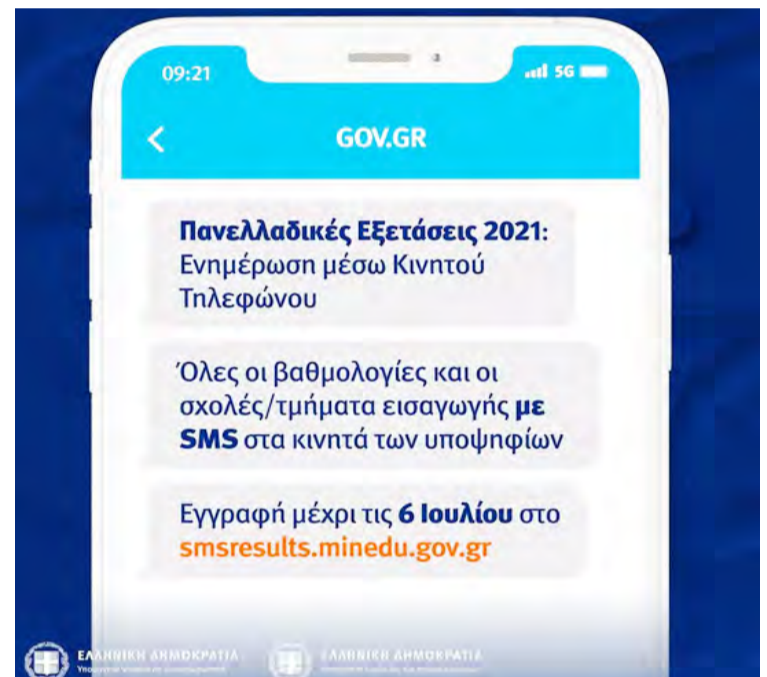 09:21
5G
GOV.GR
Πανελλαδικές Εξετάσεις 2021:
Ενημέρωση μέσω Κινητού
Τηλεφώνου
Όλες οι βαθμολογίες και οι
σχολές/τμήματα εισαγωγής με
SMS στα κινητά των υποψηφίων
Εγγραφή μέχρι τις 6 Ιουλίου στο
smsresults.minedu.gov.gr
ΕΛΛΗΝΙΚΗ ΔΗΜΟΚΡΑΤΙΑ
ΕΛΛΗΝΙΚΗ ΔΗΜΟΚΡΑΤΙΑ